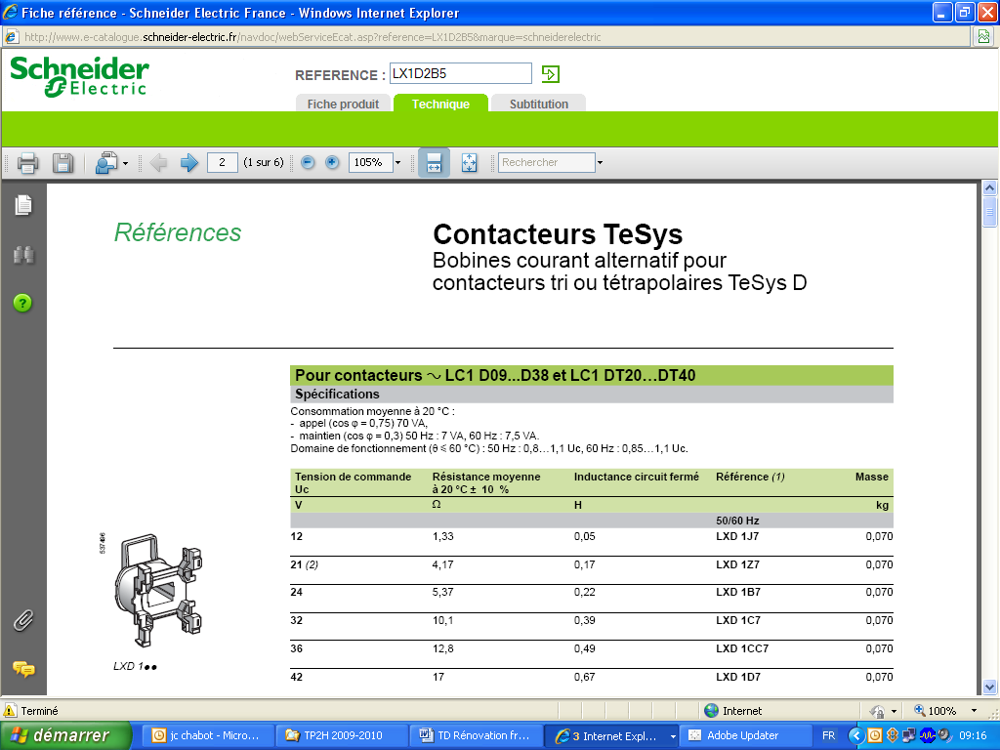 Fiche référence - Schneider Electric France - Windows Internet Explorer
http://www.e-catalogue.schneider-electric.fr/navdoc/webServiceEcat.asp?reference=LX1D2B5&marque=schneiderelectric
Schneider
Electric
REFERENCE : LX1D2B5
Fiche produit Technique Subtitution
2 (1 sur 6) 105% Rechercher
Références
Contacteurs TeSys
Bobines courant alternatif pour
contacteurs tri ou tétrapolaires TeSys D
Pour contacteurs ~ LC1 D09...D38 et LC1 DT20…DT40
Spécifications
Consommation moyenne à 20 °C :
- appel (cos φ = 0,75) 70 VA,
- maintien (cos φ = 0,3) 50 Hz : 7 VA, 60 Hz : 7,5 VA.
Domaine de fonctionnement (θ ⩽ 60 °C) : 50 Hz : 0,8…1,1 Uc, 60 Hz : 0,85…1,1 Uc.
Tension de commande Résistance moyenne Inductance circuit fermé Référence (1) Masse
Uc à 20 °C ± 10 %
V Ω H kg
50/60 Hz
12 1,33 0,05 LXD 1J7 0,070
21 (2) 4,17 0,17 LXD 1Z7 0,070
24 5,37 0,22 LXD 1B7 0,070
32 10,1 0,39 LXD 1C7 0,070
36 12,8 0,49 LXD 1CC7 0,070
42 17 0,67 LXD 1D7 0,070
537496
LXD 1●●
Terminé Internet 100%
démarrer jc chabot - Micro... TP2H 2009-2010 TD Rénovation fr... 3 Internet Expl... Adobe Updater FR 09:16